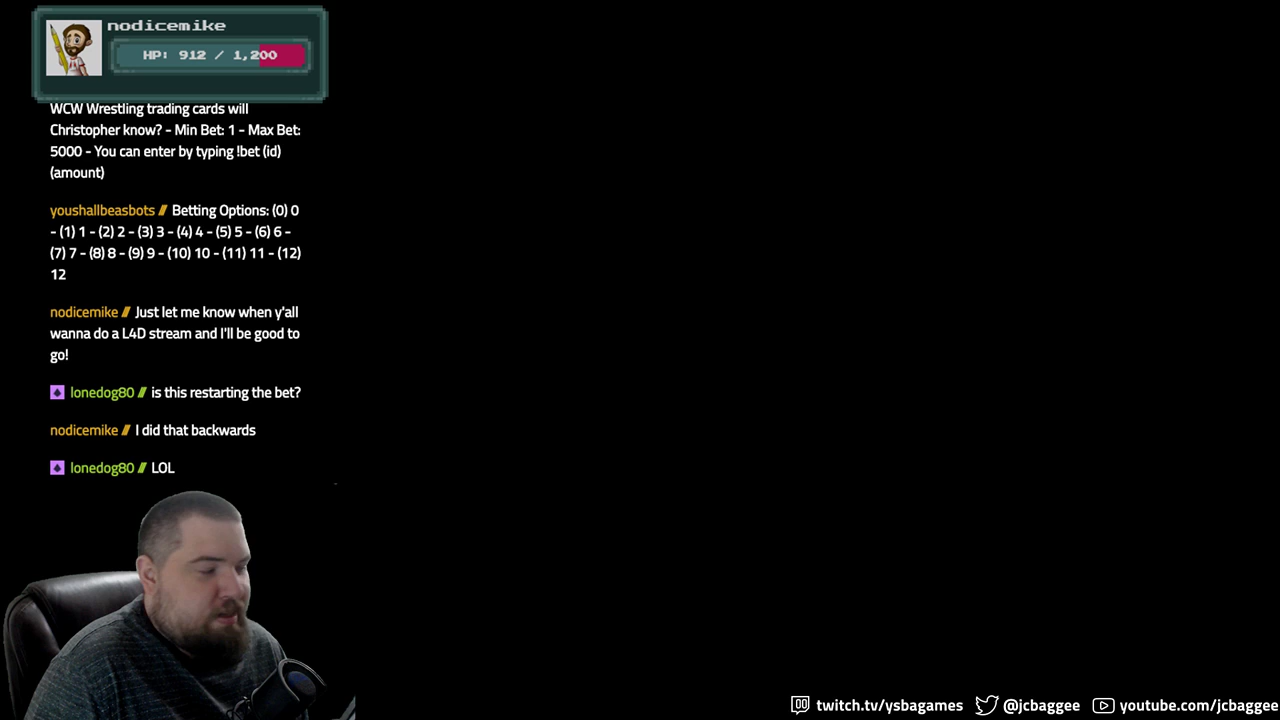 nodicemike
HP: 912 / 1,200
WCW Wrestling trading cards will
Christopher know? - Min Bet: 1 - Max Bet:
5000 - You can enter by typing !bet (id)
(amount)
youshallbeasbots // Betting Options: (0) 0
- (1) 1 - (2) 2 - (3) 3 - (4) 4 - (5) 5 - (6) 6 -
(7) 7 - (8) 8 - (9) 9 - (10) 10 - (11) 11 - (12)
12
nodicemike // Just let me know when y'all
wanna do a L4D stream and I'll be good to
go!
lonedog80 // is this restarting the bet?
nodicemike // I did that backwards
lonedog80 // LOL
twitch.tv/ysbagames @jcbaggee youtube.com/jcbaggee